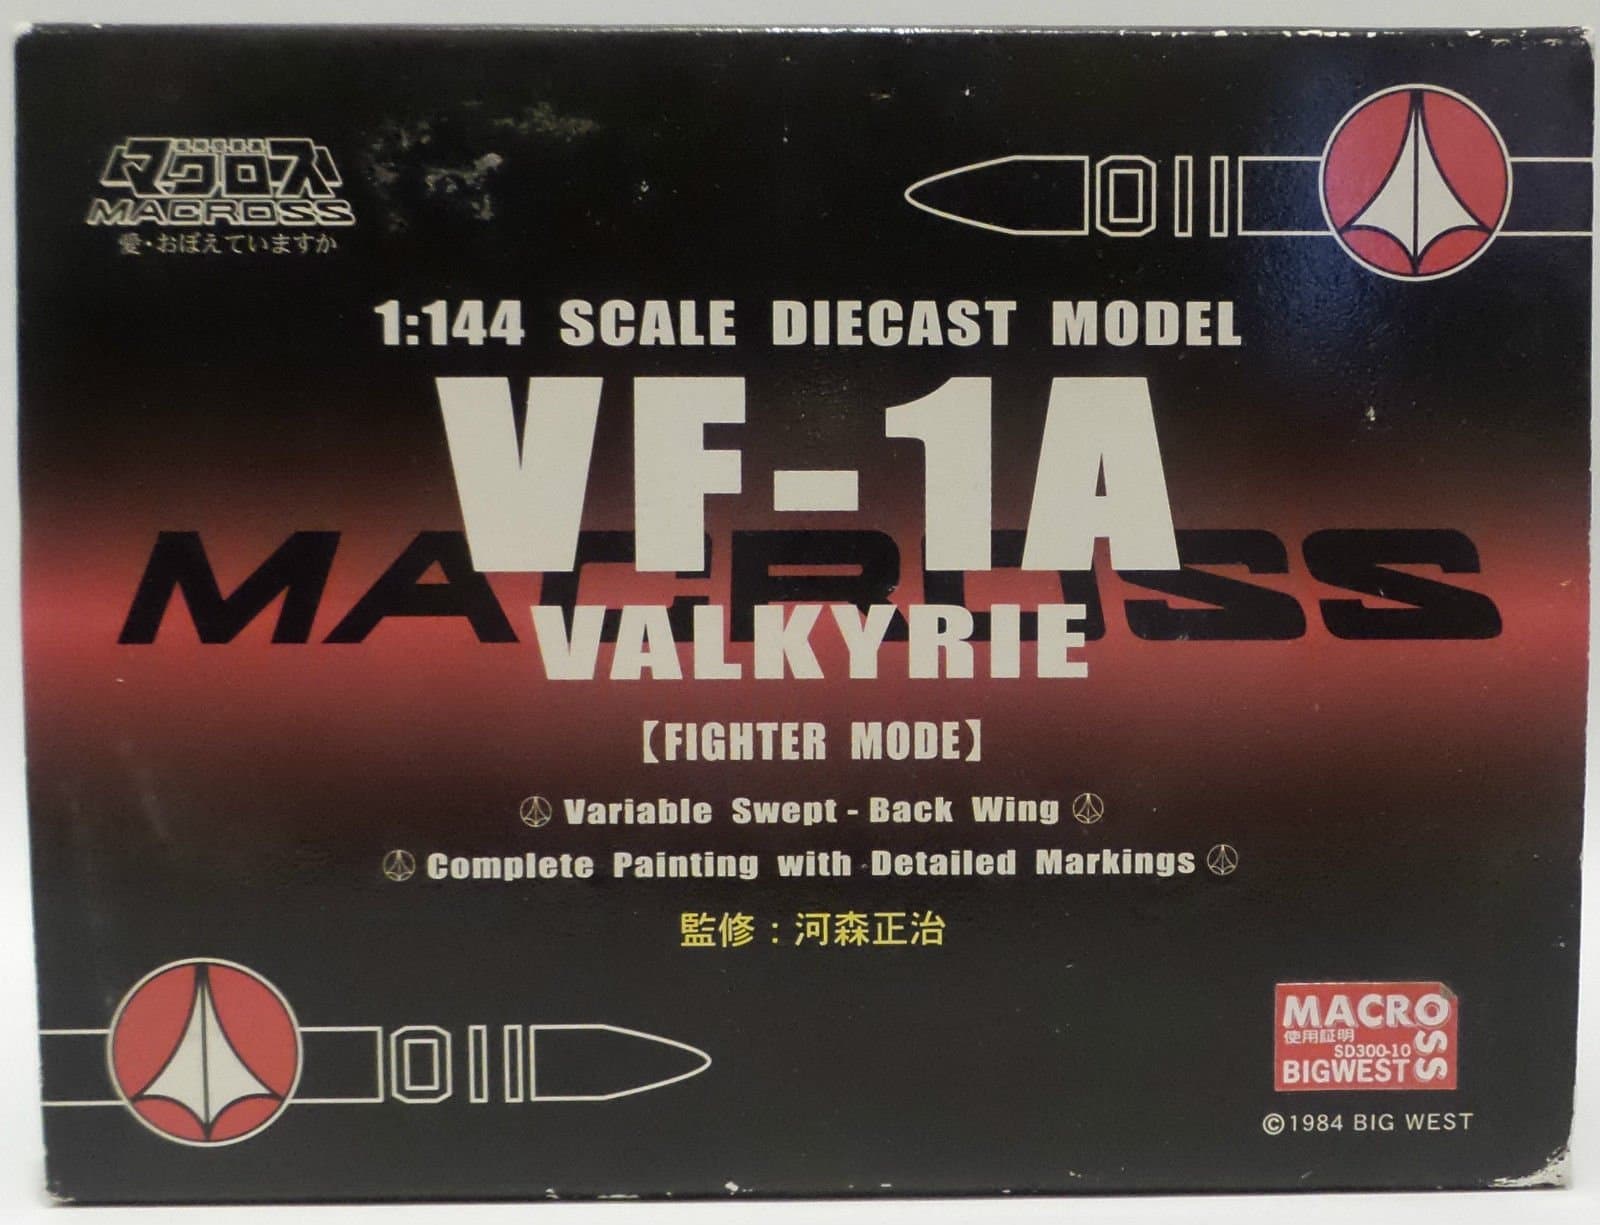 マクロス
MACROSS
愛・おぼえていますか
011
1:144 SCALE DIECAST MODEL
VF-1A
MACROSS
VALKYRIE
【FIGHTER MODE】
Variable Swept-Back Wing
Complete Painting with Detailed Markings
監修：河森正治
011
MACROSS
使用証明
SD300-10
BIGWEST
©1984 BIG WEST